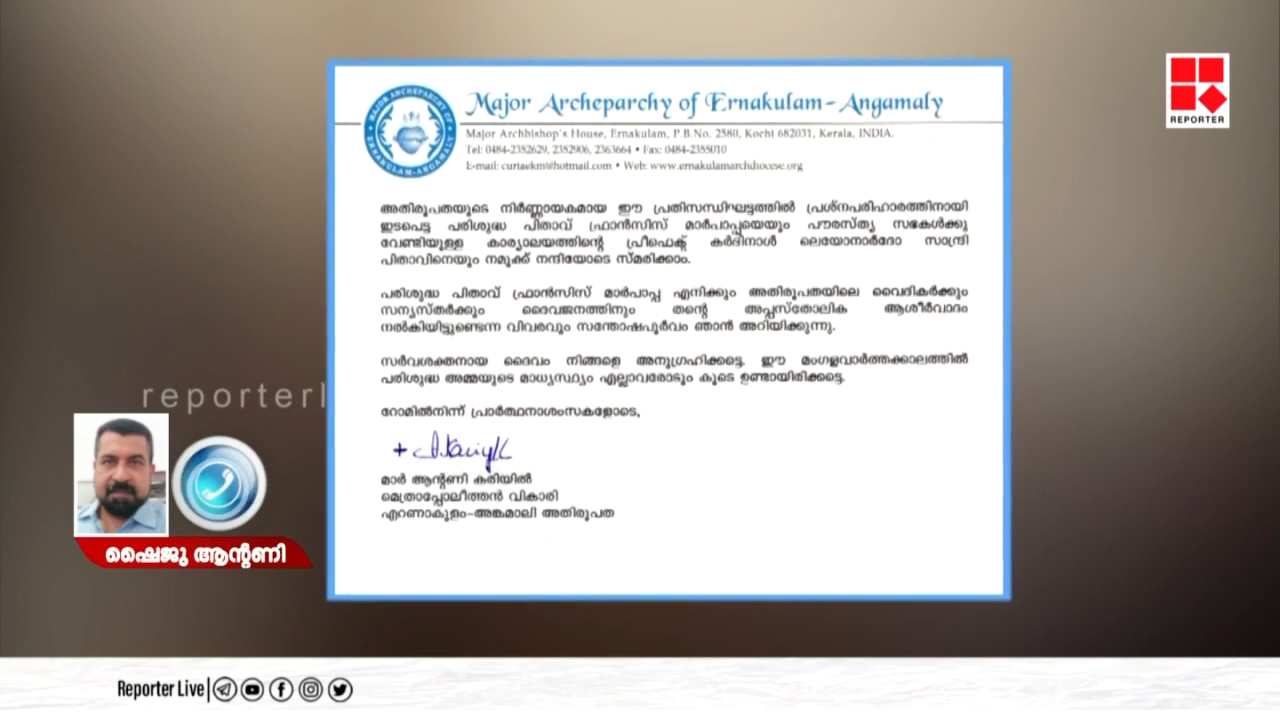 Major Archeparchy of Ernakulam-Angamaly
Major Archbishop's House, Ernakulam, P.B.No. 2580, Kochi 682031, Kerala, INDIA.
Tel: 0484-2352629, 2352906, 2363664 • Fax: 0484-2355010
E-mail: curiaekm@hotmail.com • Web: www.ernakulamarchdiocese.org
MAJOR ARCHEPARCHY OF ERNAKULAM-ANGAMALY
REPORTER
അതിരൂപതയുടെ നിർണ്ണായകമായ ഈ പ്രതിസന്ധിഘട്ടത്തിൽ പ്രശ്നപരിഹാരത്തിനായി
ഇടപെട്ട പരിശുദ്ധ പിതാവ് ഫ്രാൻസിസ് മാർപാപ്പയെയും പൗരസ്ത്യ സഭകൾക്കു
വേണ്ടിയുള്ള കാര്യാലയത്തിന്റെ പ്രീഫെക്ട് കർദിനാൾ ലെയോനാർദോ സാന്ദ്രി
പിതാവിനെയും നമുക്ക് നന്ദിയോടെ സ്മരിക്കാം.
പരിശുദ്ധ പിതാവ് ഫ്രാൻസിസ് മാർപാപ്പ എനിക്കും അതിരൂപതയിലെ വൈദികർക്കും
സന്യസ്തർക്കും ദൈവജനത്തിനും തന്റെ അപ്പസ്തോലിക ആശീർവാദം
നൽകിയിട്ടുണ്ടെന്ന വിവരവും സന്തോഷപൂർവം ഞാൻ അറിയിക്കുന്നു.
സർവശക്തനായ ദൈവം നിങ്ങളെ അനുഗ്രഹിക്കട്ടെ. ഈ മംഗളവാർത്തക്കാലത്തിൽ
പരിശുദ്ധ അമ്മയുടെ മാധ്യസ്ഥ്യം എല്ലാവരോടും കൂടെ ഉണ്ടായിരിക്കട്ടെ.
reporterl
റോമിൽനിന്ന് പ്രാർത്ഥനാശംസകളോടെ,
മാർ ആന്റണി കരിയിൽ
മെത്രാപ്പോലീത്തൻ വികാരി
എറണാകുളം-അങ്കമാലി അതിരൂപത
ഷൈജു ആന്റണി
Reporter Live